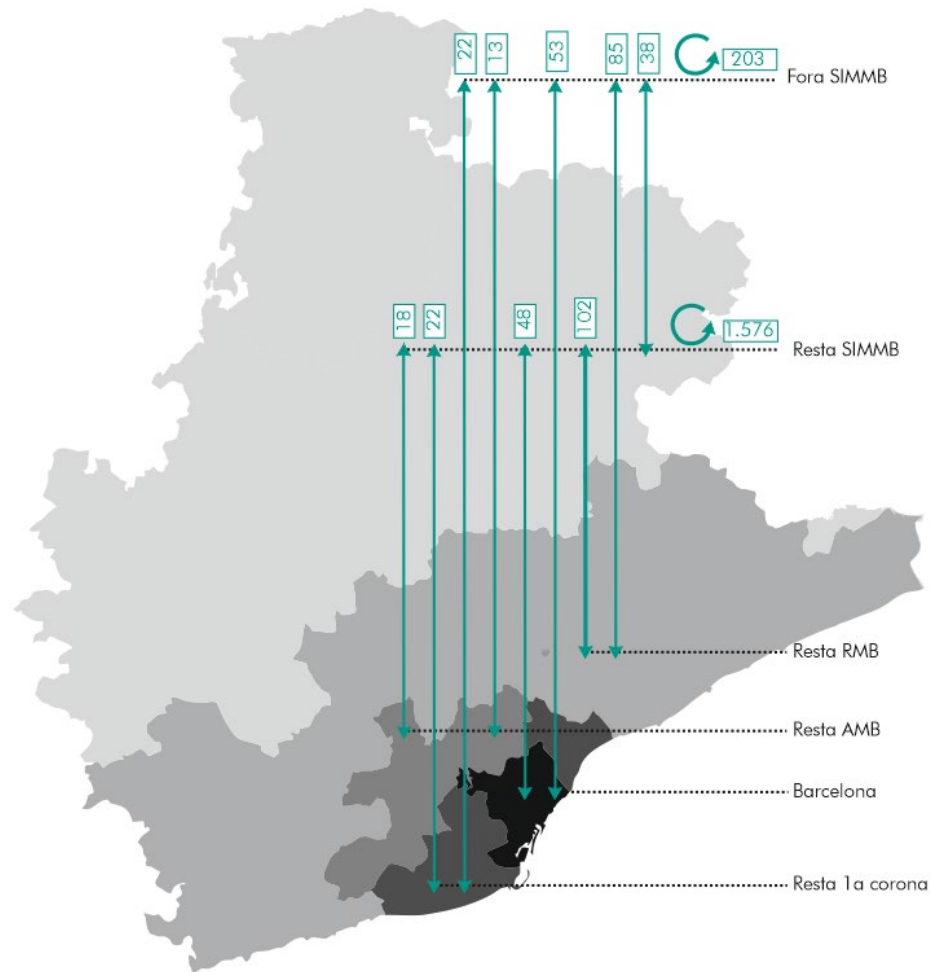 22
13
53
85
38
203
Fora SIMMB
18
22
48
102
1.576
Resta SIMMB
Resta RMB
Resta AMB
Barcelona
Resta 1a corona